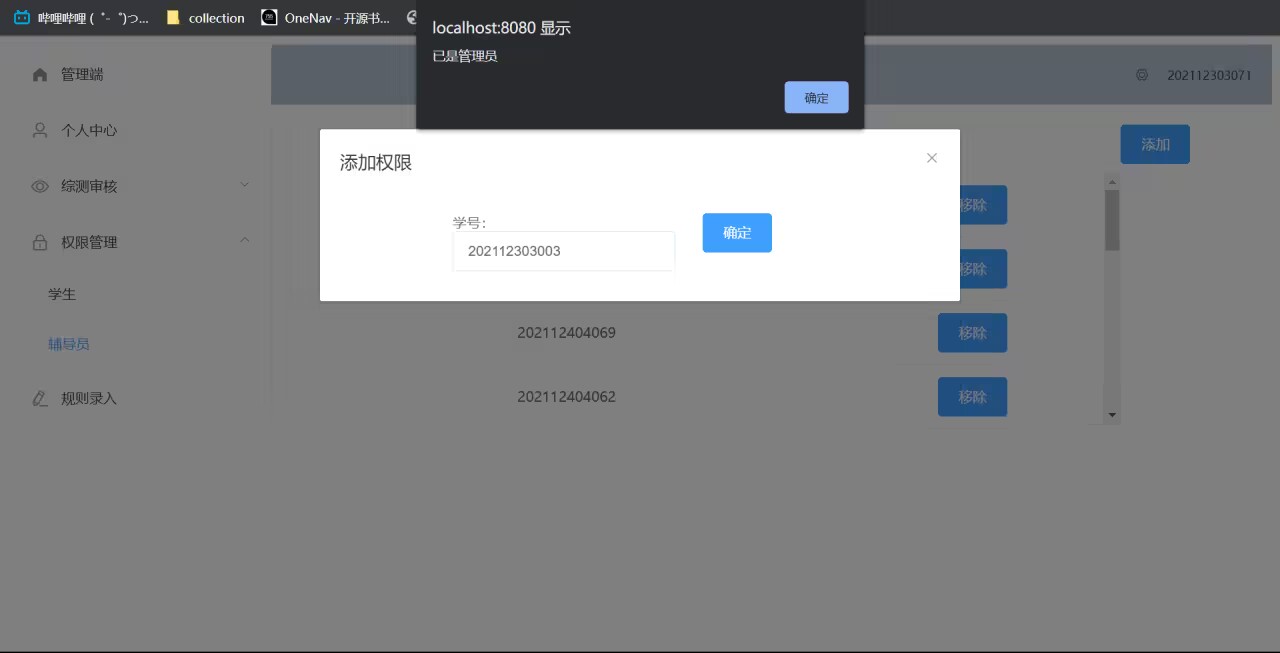 哔哩哔哩 (゜-゜)つ...
collection
OneNav - 开源书...
localhost:8080 显示
已是管理员
确定
管理端
202112303071
个人中心
添加
综测审核
权限管理
学生
辅导员
规则录入
添加权限
学号：
202112303003
确定
移除
移除
202112404069
移除
202112404062
移除